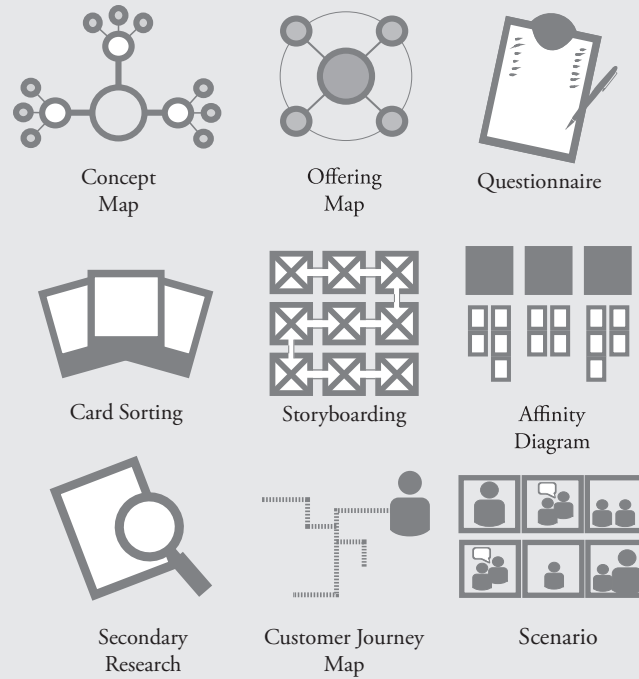 Concept
Map
Offering
Map
Questionnaire
Card Sorting
Storyboarding
Affinity
Diagram
Secondary
Research
Customer Journey
Map
Scenario